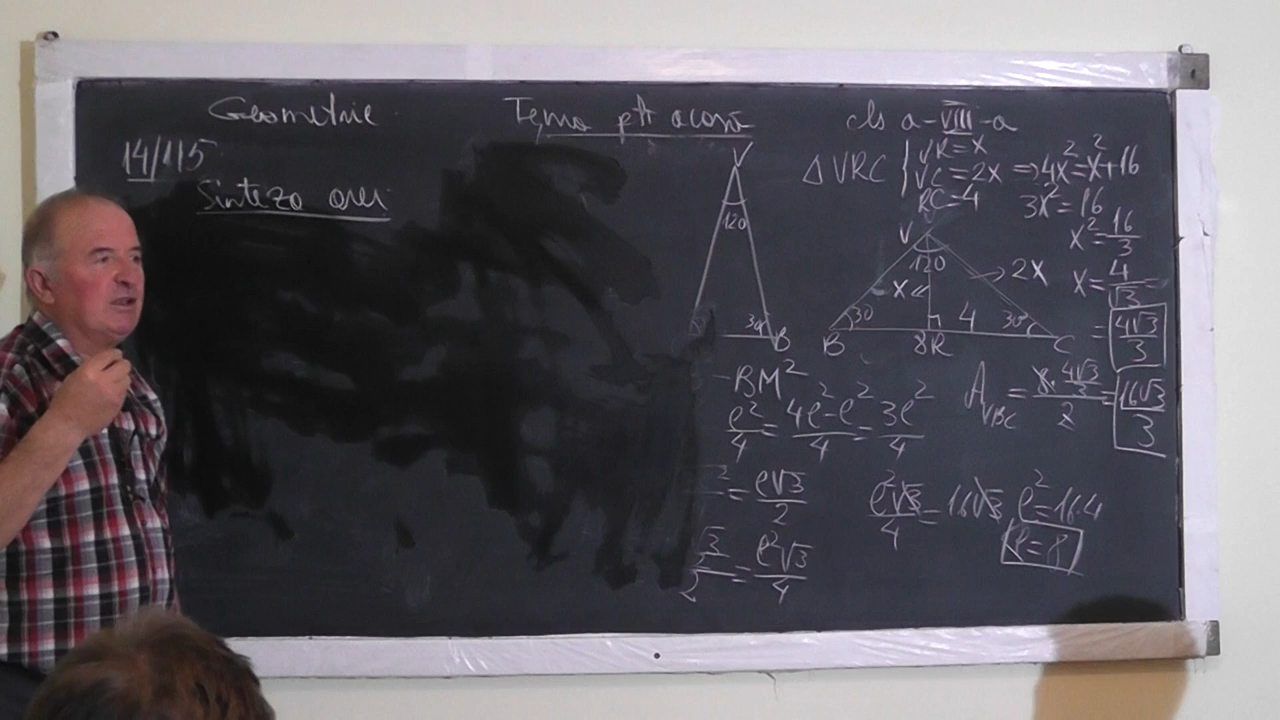 Geometrie Tema ptr acasă cls a-VIII-a
14/115
Sinteza orei
V
120
30
B
-BM²
l²/4 = 4l²-l²/4 = 3l²/4
= l√3/2
= l²√3/4
△VRC { VR=x
VC=2x ⇒ 4x²=x²+16
RC=4 3x²=16
x²=16/3
x=4/√3=
= 4√3/3
V
120 → 2x
x
30 4 30
B 8R C
A_VBC = 8·4√3/3 / 2 = 16√3/3
l²√3/4 = 16√3 l²=16·4
l=8